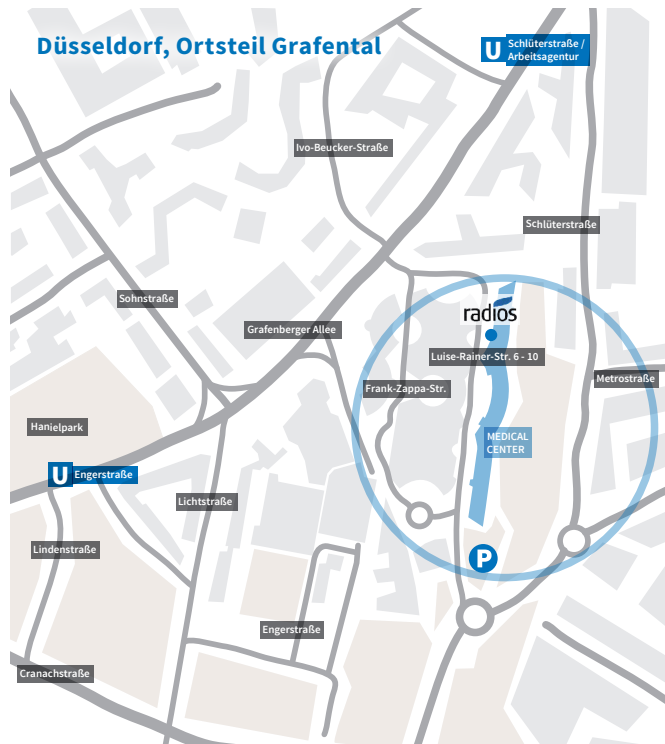 Düsseldorf, Ortsteil Grafental
U
Schlüterstraße /
Arbeitsagentur
Ivo-Beucker-Straße
Schlüterstraße
Sohnstraße
radios
Grafenberger Allee
Luise-Rainer-Str. 6 - 10
Metrostraße
Frank-Zappa-Str.
Hanielpark
MEDICAL
CENTER
U
Engerstraße
Lichtstraße
Lindenstraße
P
Engerstraße
Cranachstraße